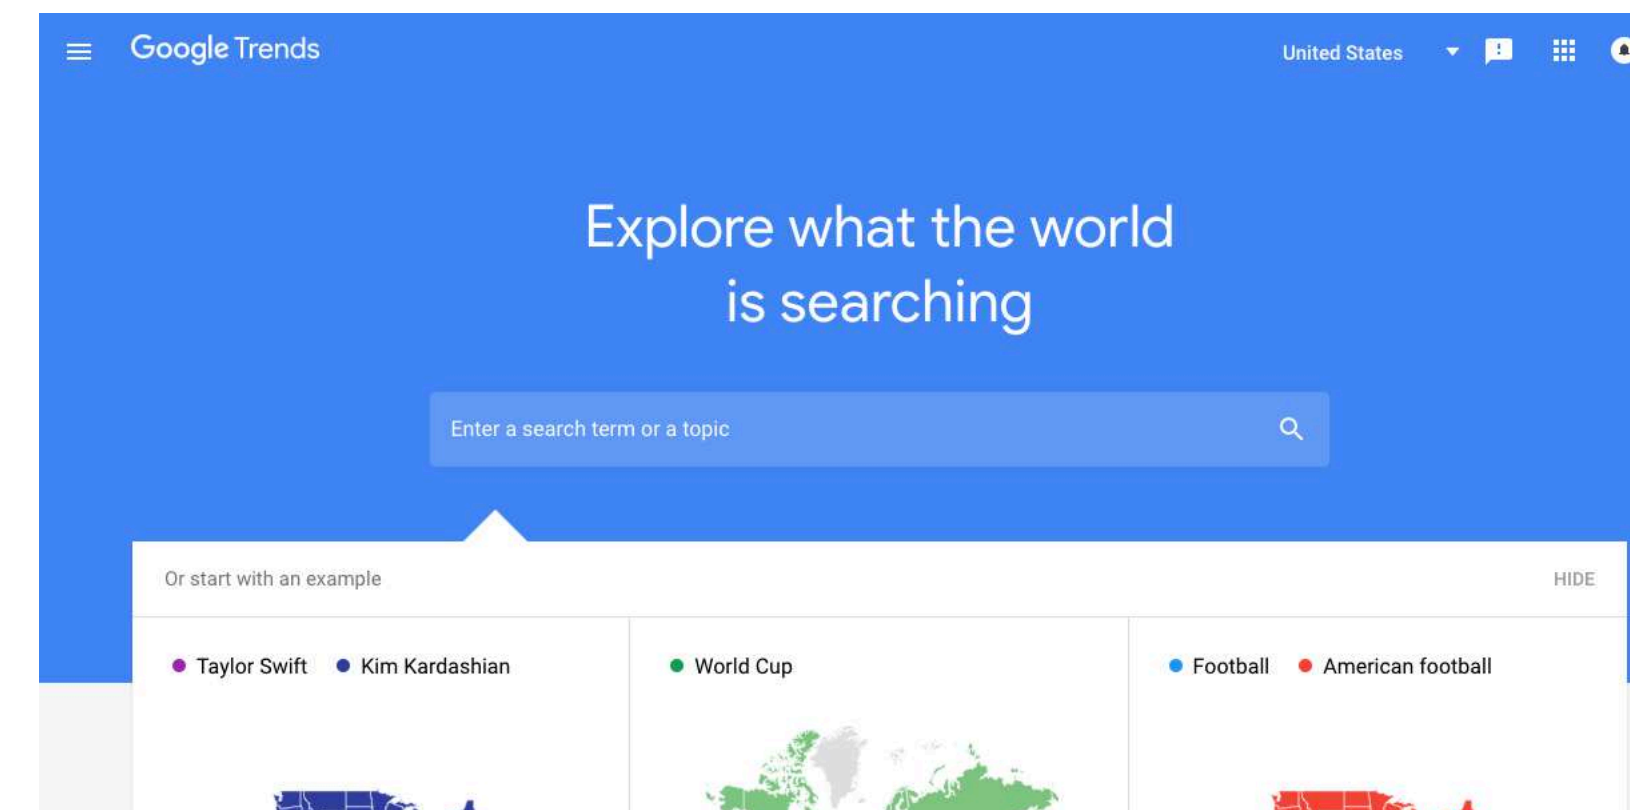 Google Trends
United States
Explore what the world
is searching
Enter a search term or a topic
Or start with an example
HIDE
Taylor Swift Kim Kardashian
World Cup
Football American football